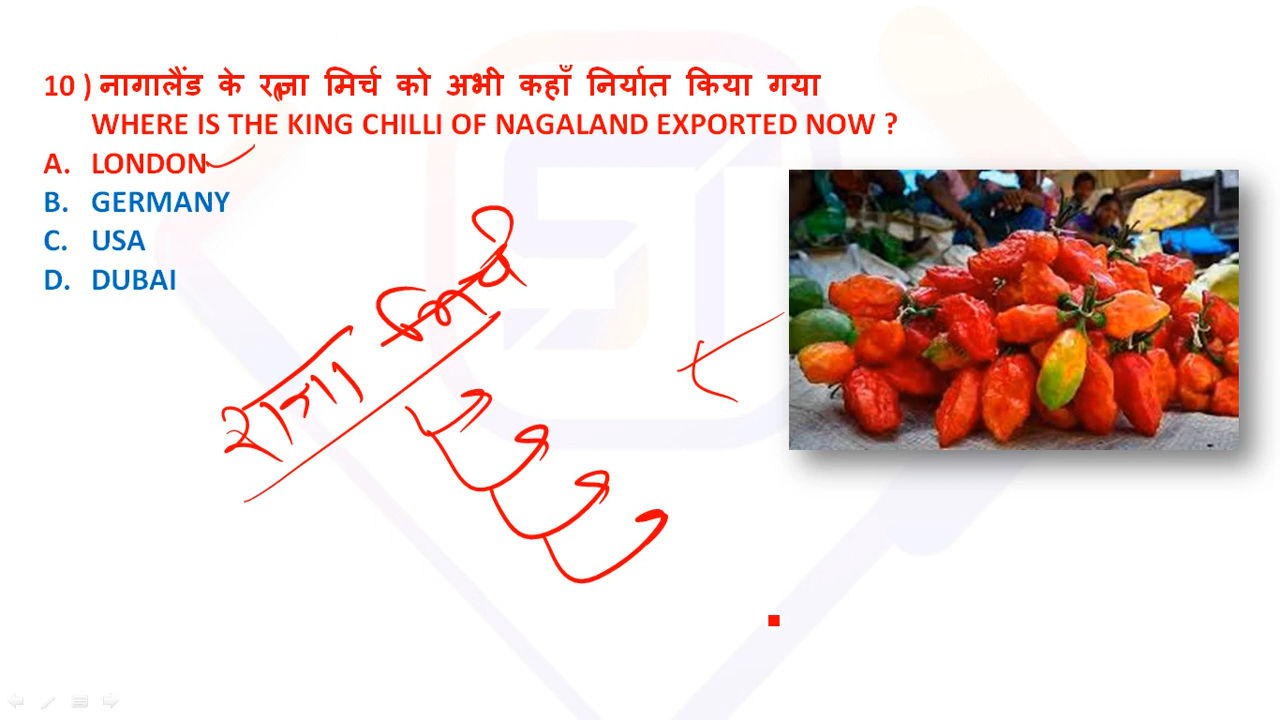 10 ) नागालैंड के राजा मिर्च को अभी कहाँ निर्यात किया गया
WHERE IS THE KING CHILLI OF NAGALAND EXPORTED NOW ?
A. LONDON
B. GERMANY
C. USA
D. DUBAI
राजा मिर्च